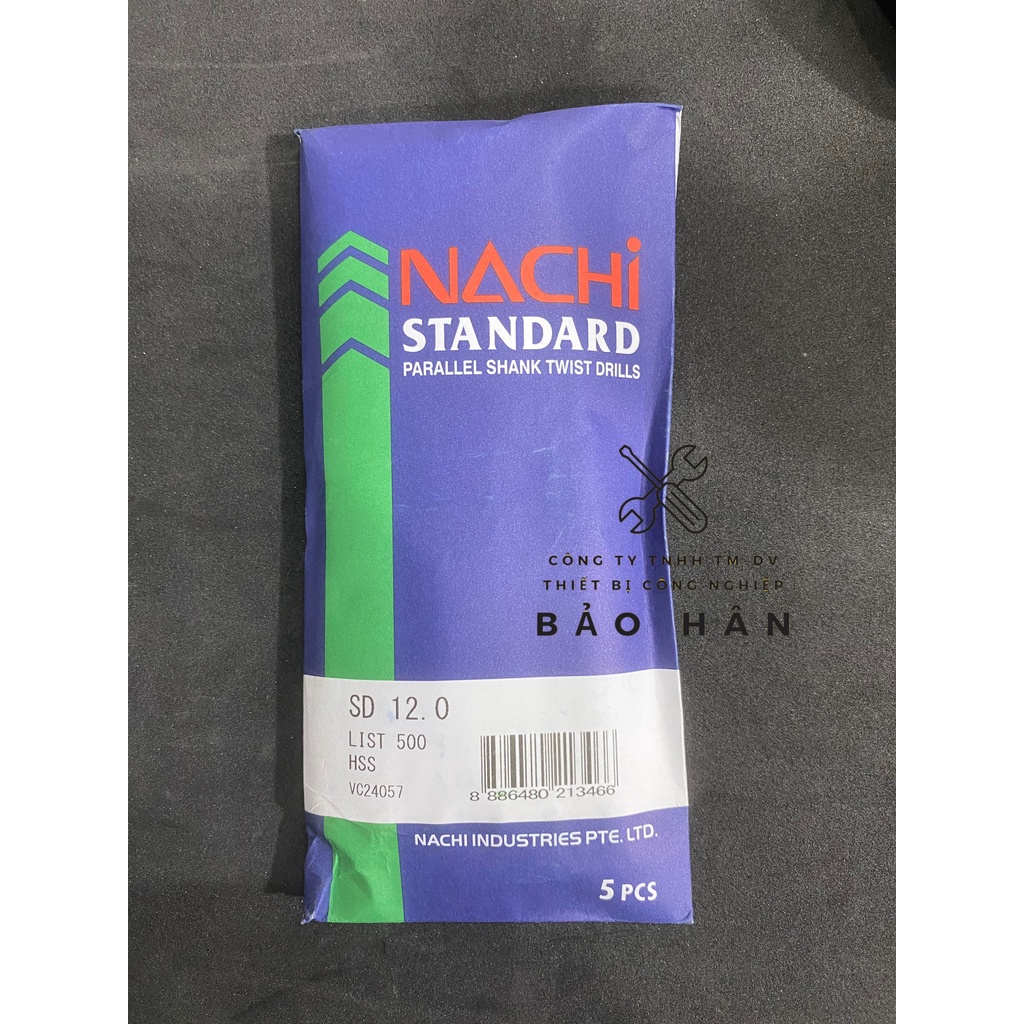 NACHi
STANDARD
PARALLEL SHANK TWIST DRILLS
CÔNG TY TNHH TM DV
THIẾT BỊ CÔNG NGHIỆP
BẢO HÂN
SD 12.0
LIST 500
HSS
VC24057
8 886480 213466
NACHI INDUSTRIES PTE. LTD.
5 PCS